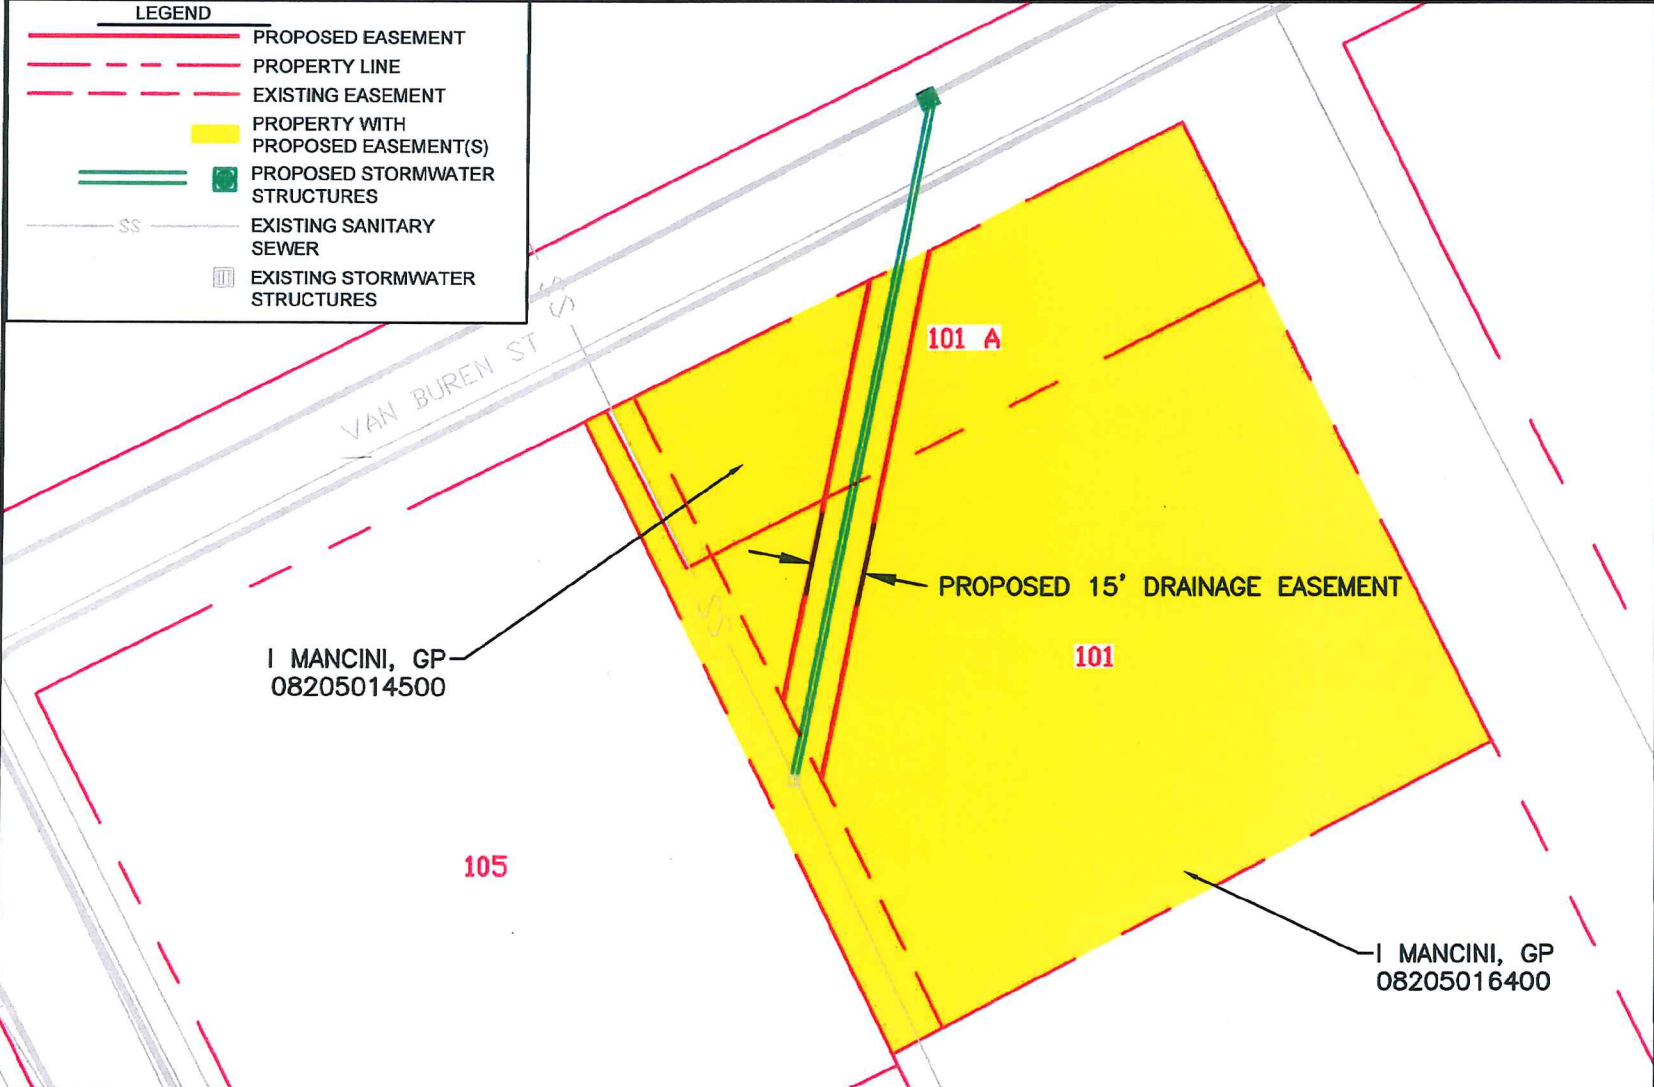 LEGEND
PROPOSED EASEMENT
PROPERTY LINE
EXISTING EASEMENT
PROPERTY WITH
PROPOSED EASEMENT(S)
PROPOSED STORMWATER
STRUCTURES
SS
EXISTING SANITARY
SEWER
EXISTING STORMWATER
STRUCTURES
SS
VAN BUREN ST
101 A
PROPOSED 15' DRAINAGE EASEMENT
SS
I MANCINI, GP
08205014500
101
105
I MANCINI, GP
08205016400